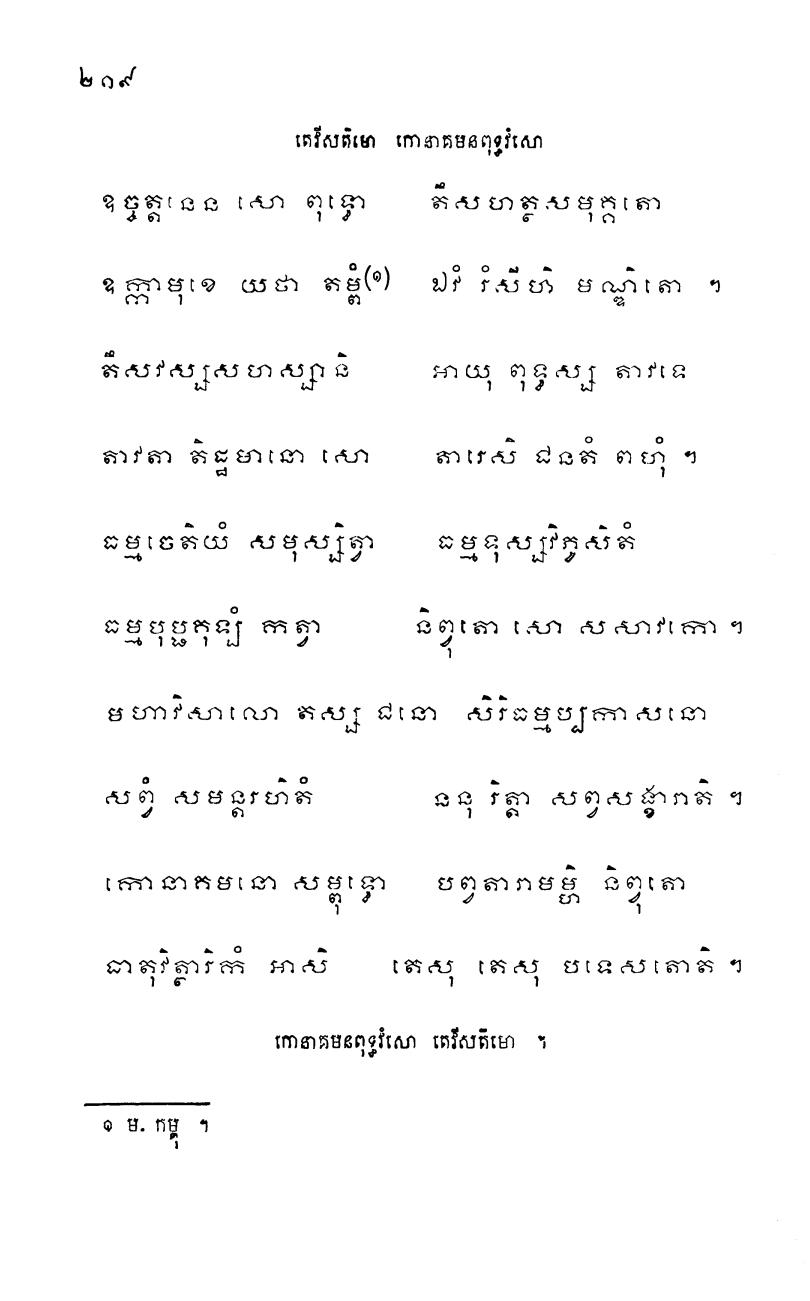 ២១៩
តេវីសតិមោ កោនាគមនពុទ្ធវំសោ
ឧច្ចត្តនេន សោ ពុទ្ធោ តឹសហត្ថសមុគ្គតោ
ឧក្កាមុខេ យថា តម្ពំ(១) ឯវំ រំសីហិ មណ្ឌិតោ ។
តឹសវស្សសហស្សានិ អាយុ ពុទ្ធស្ស តាវទេ
តាវតា តិដ្ឋមានោ សោ តារេសិ ជនតំ ពហុំ ។
ធម្មចេតិយំ សមុស្សិត្វា ធម្មទុស្សវិភូសិតំ
ធម្មបុប្ផគុឡំ កត្វា និព្វុតោ សោ សសាវកោ ។
មហាវិសាលោ តស្ស ជនោ សិរិធម្មប្បកាសនោ
សព្វំ សមន្តរហិតំ ននុ រិត្តា សព្វសង្ខារាតិ ។
កោនាគមនោ សម្ពុទ្ធោ បព្វតារាមម្ហិ និព្វុតោ
ធាតុវិត្ថារិកំ អាសិ តេសុ តេសុ បទេសតោតិ ។
កោនាគមនពុទ្ធវំសោ តេវីសតិមោ ។
១ ម. កម្ពុ ។